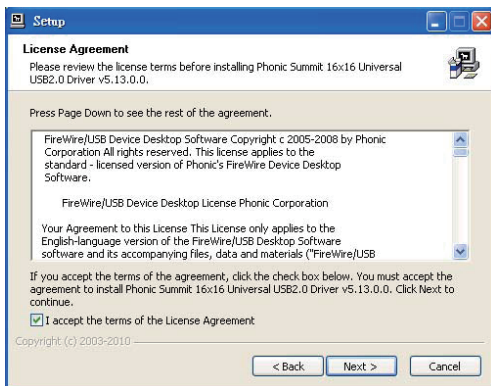 Setup
License Agreement
Please review the license terms before installing Phonic Summit 16x16 Universal
USB2.0 Driver v5.13.0.0.
Press Page Down to see the rest of the agreement.
FireWire/USB Device Desktop Software Copyright c 2005-2008 by Phonic
Corporation All rights reserved. This license applies to the
standard - licensed version of Phonic's FireWire Device Desktop
Software.
FireWire/USB Device Desktop License Phonic Corporation
Your Agreement to this License This License only applies to the
English-language version of the FireWire/USB Desktop Software
software and its accompanying files, data and materials ("FireWire/USB
If you accept the terms of the agreement, click the check box below. You must accept the
agreement to install Phonic Summit 16x16 Universal USB2.0 Driver v5.13.0.0. Click Next to
continue.
I accept the terms of the License Agreement
Copyright (c) 2003-2010
< Back
Next >
Cancel